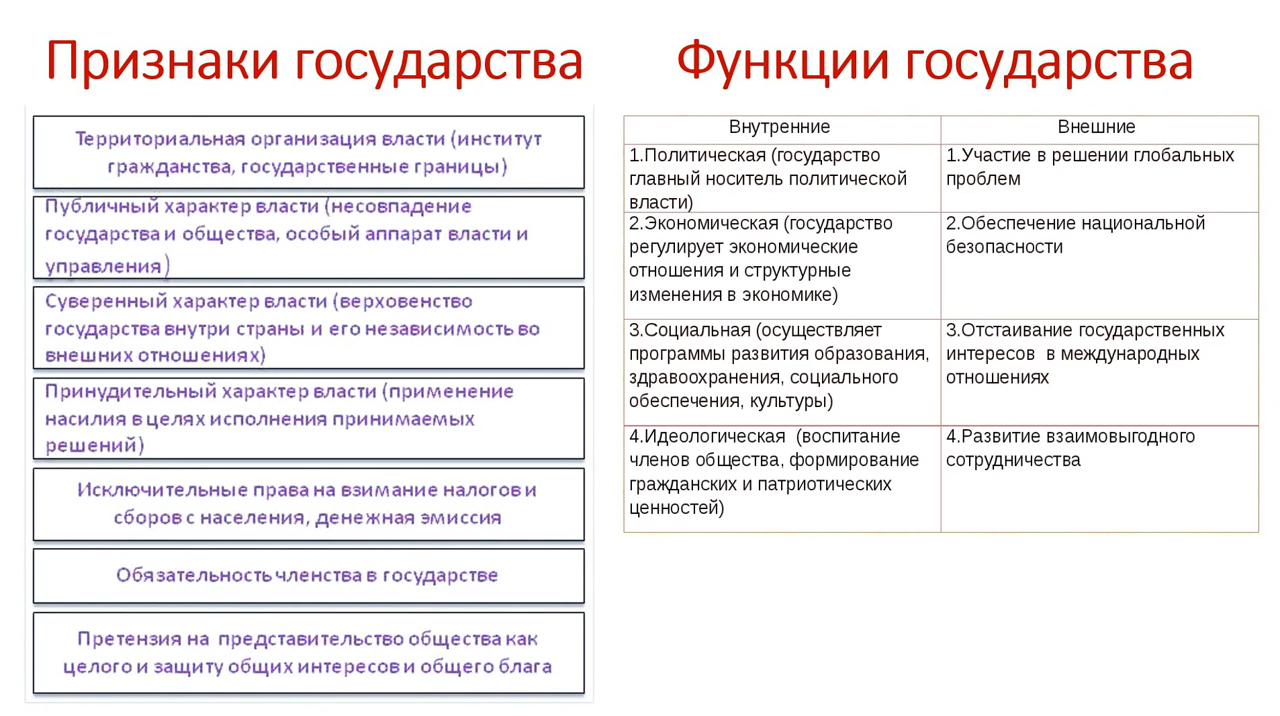 Признаки государства
Территориальная организация власти (институт
гражданства, государственные границы)
Публичный характер власти (несовпадение
государства и общества, особый аппарат власти и
управления)
Суверенный характер власти (верховенство
государства внутри страны и его независимость во
внешних отношениях)
Принудительный характер власти (применение
насилия в целях исполнения принимаемых
решений)
Исключительные права на взимание налогов и
сборов с населения, денежная эмиссия
Обязательность членства в государстве
Претензия на представительство общества как
целого и защиту общих интересов и общего блага
Функции государства
Внутренние
Внешние
1.Политическая (государство
главный носитель политической
власти)
1.Участие в решении глобальных
проблем
2.Экономическая (государство
регулирует экономические
отношения и структурные
изменения в экономике)
2.Обеспечение национальной
безопасности
3.Социальная (осуществляет
программы развития образования,
здравоохранения, социального
обеспечения, культуры)
3.Отстаивание государственных
интересов в международных
отношениях
4.Идеологическая (воспитание
членов общества, формирование
гражданских и патриотических
ценностей)
4.Развитие взаимовыгодного
сотрудничества